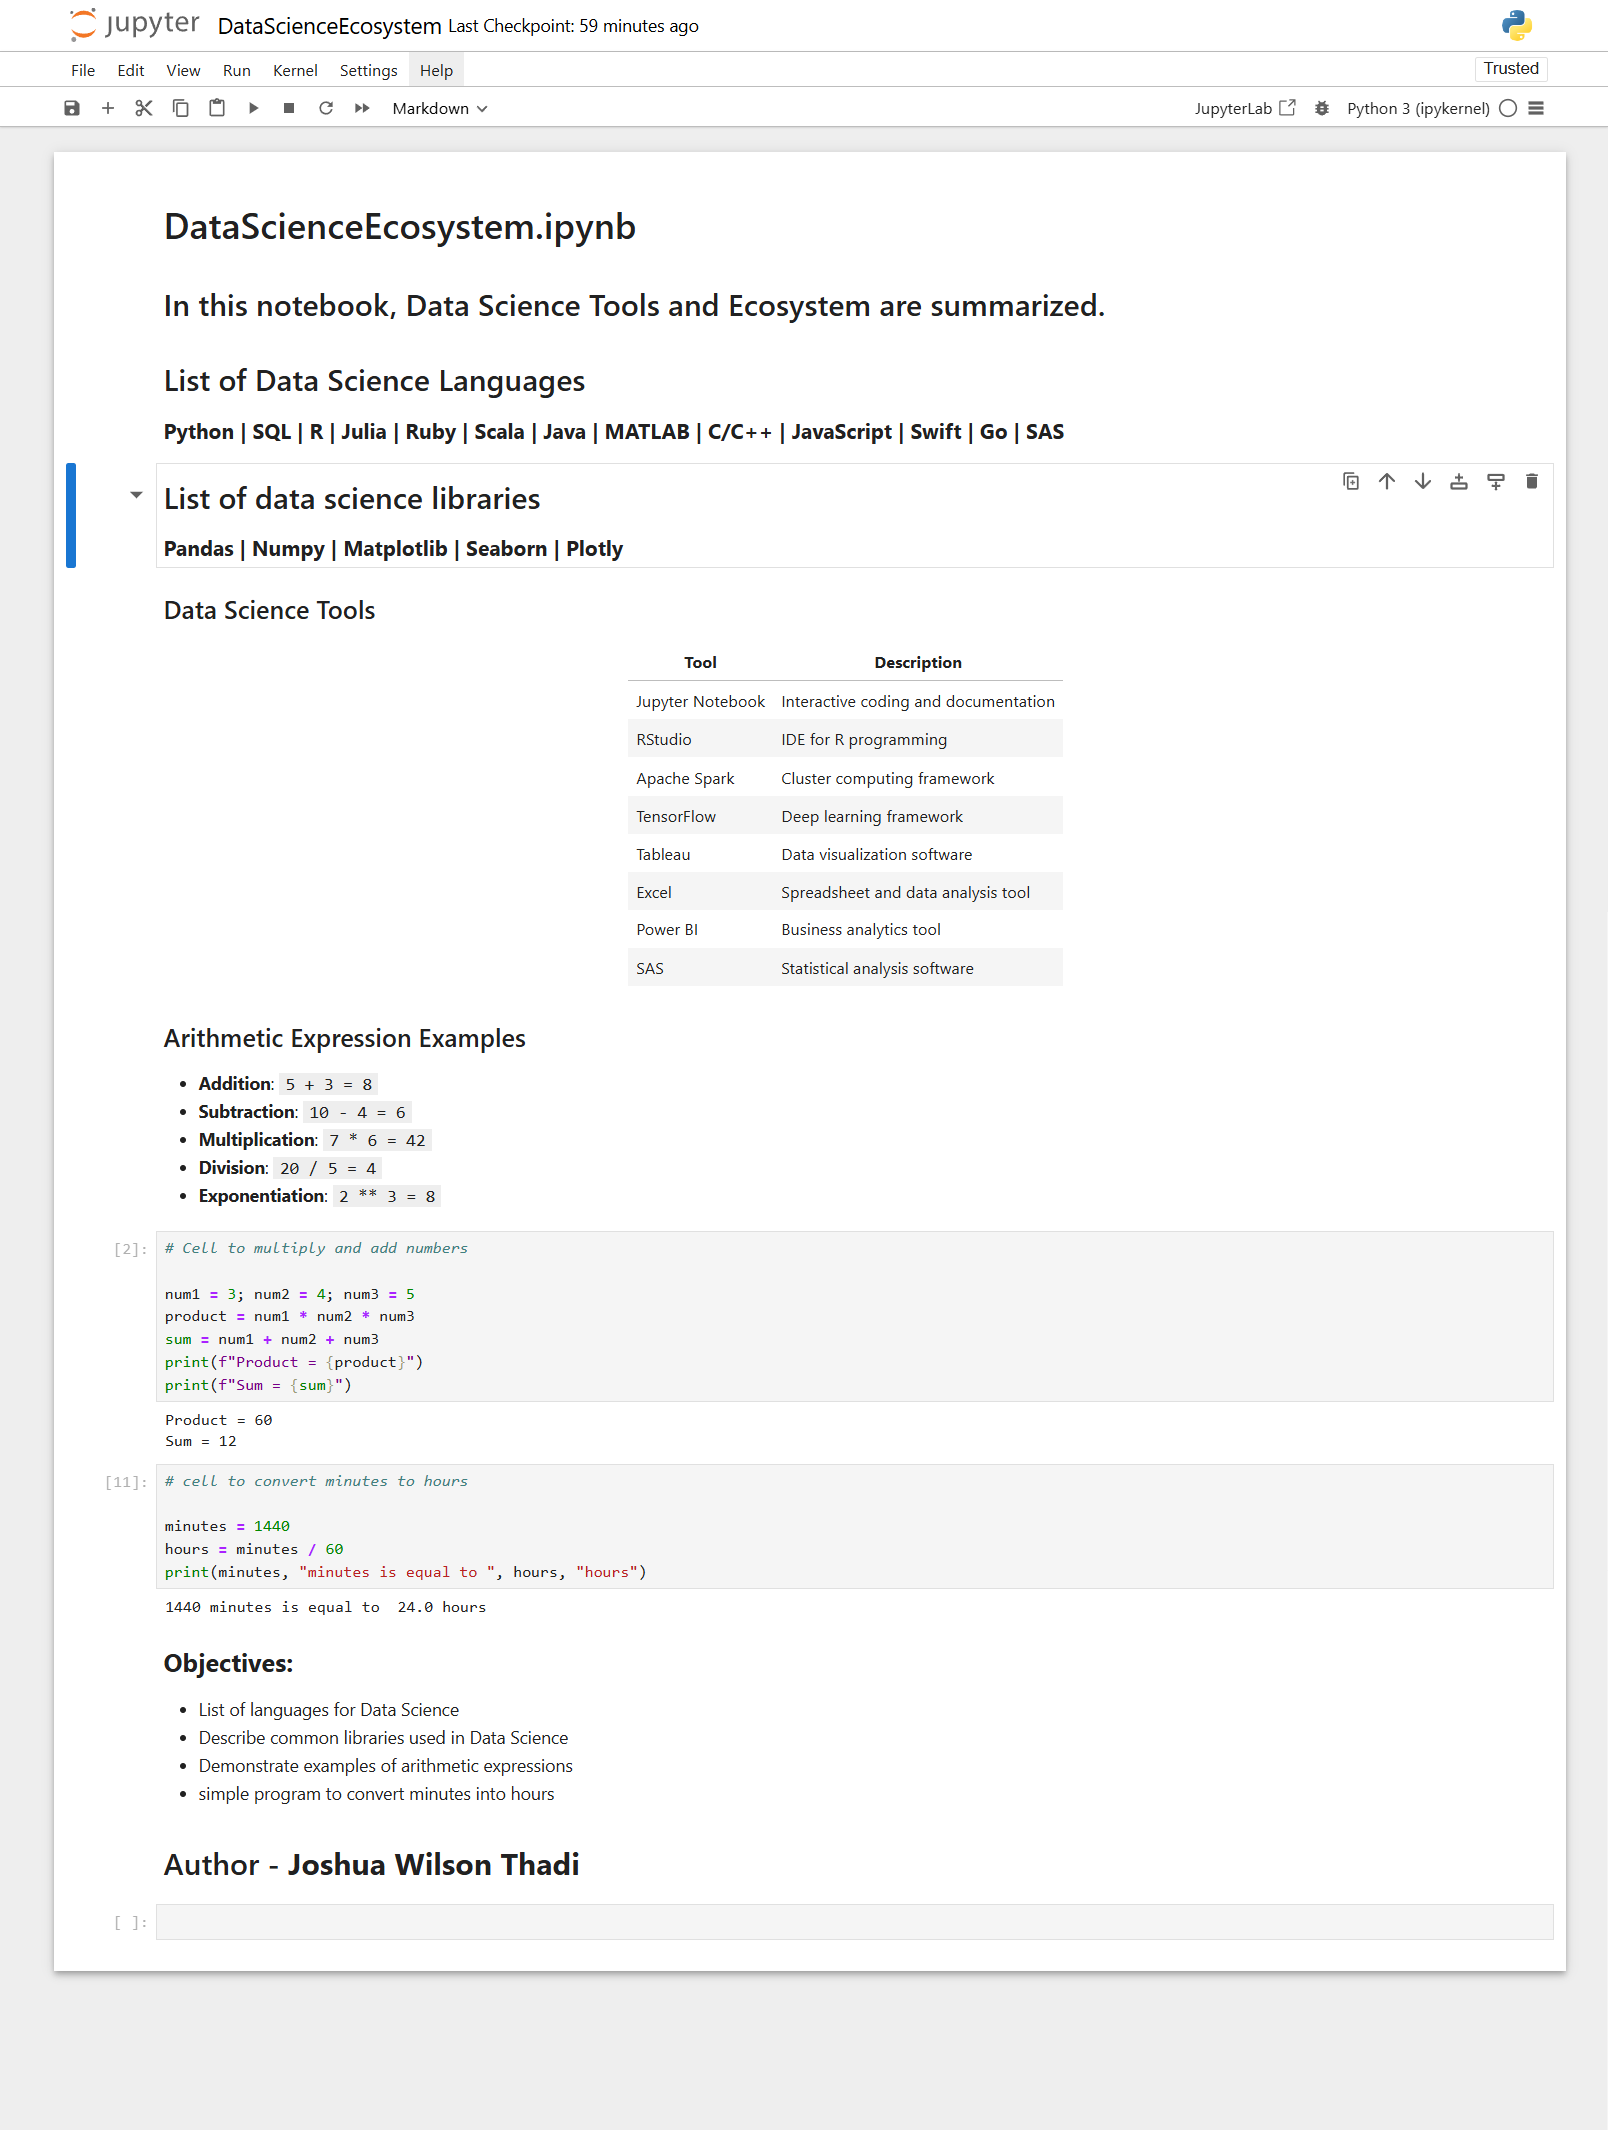 jupyter DataScienceEcosystem Last Checkpoint: 59 minutes ago
File Edit View Run Kernel Settings Help Trusted
Markdown JupyterLab Python 3 (ipykernel)
DataScienceEcosystem.ipynb
In this notebook, Data Science Tools and Ecosystem are summarized.
List of Data Science Languages
Python | SQL | R | Julia | Ruby | Scala | Java | MATLAB | C/C++ | JavaScript | Swift | Go | SAS
List of data science libraries
Pandas | Numpy | Matplotlib | Seaborn | Plotly
Data Science Tools
Tool Description
Jupyter Notebook Interactive coding and documentation
RStudio IDE for R programming
Apache Spark Cluster computing framework
TensorFlow Deep learning framework
Tableau Data visualization software
Excel Spreadsheet and data analysis tool
Power BI Business analytics tool
SAS Statistical analysis software
Arithmetic Expression Examples
• Addition: 5 + 3 = 8
• Subtraction: 10 - 4 = 6
• Multiplication: 7 * 6 = 42
• Division: 20 / 5 = 4
• Exponentiation: 2 ** 3 = 8
[2]: # Cell to multiply and add numbers
num1 = 3; num2 = 4; num3 = 5
product = num1 * num2 * num3
sum = num1 + num2 + num3
print(f"Product = {product}")
print(f"Sum = {sum}")
Product = 60
Sum = 12
[11]: # cell to convert minutes to hours
minutes = 1440
hours = minutes / 60
print(minutes, "minutes is equal to ", hours, "hours")
1440 minutes is equal to  24.0 hours
Objectives:
• List of languages for Data Science
• Describe common libraries used in Data Science
• Demonstrate examples of arithmetic expressions
• simple program to convert minutes into hours
Author - Joshua Wilson Thadi
[ ]: